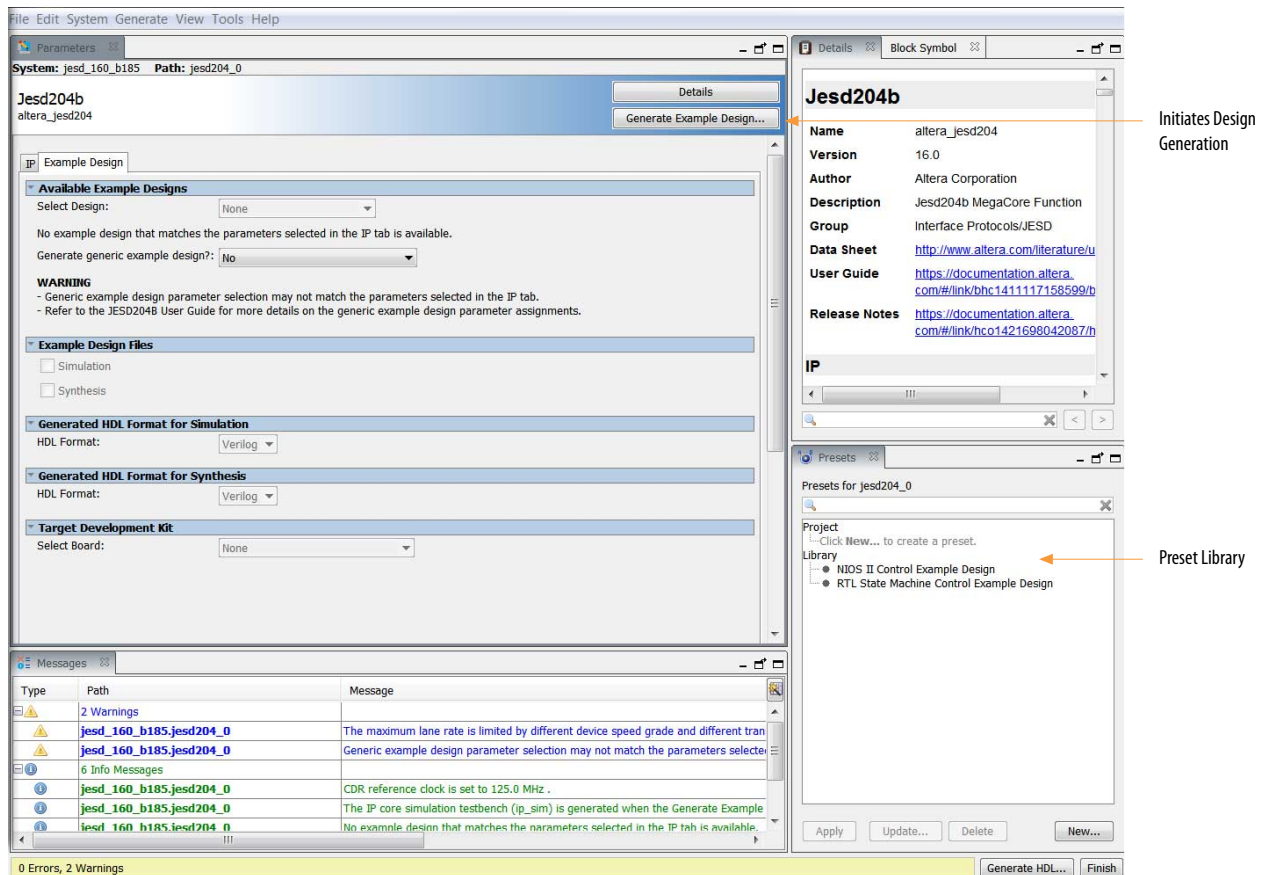 File Edit System Generate View Tools Help
Parameters
System: jesd_160_b185 Path: jesd204_0
Jesd204b
altera_jesd204
Details
Generate Example Design...
IP
Example Design
Available Example Designs
Select Design: None
No example design that matches the parameters selected in the IP tab is available.
Generate generic example design?: No
WARNING
- Generic example design parameter selection may not match the parameters selected in the IP tab.
- Refer to the JESD204B User Guide for more details on the generic example design parameter assignments.
Example Design Files
Simulation
Synthesis
Generated HDL Format for Simulation
HDL Format: Verilog
Generated HDL Format for Synthesis
HDL Format: Verilog
Target Development Kit
Select Board: None
Messages
Type Path Message
2 Warnings
jesd_160_b185.jesd204_0 The maximum lane rate is limited by different device speed grade and different tran
jesd_160_b185.jesd204_0 Generic example design parameter selection may not match the parameters selecte
6 Info Messages
jesd_160_b185.jesd204_0 CDR reference clock is set to 125.0 MHz .
jesd_160_b185.jesd204_0 The IP core simulation testbench (ip_sim) is generated when the Generate Example
jesd_160_b185.jesd204_0 No example design that matches the parameters selected in the IP tab is available.
0 Errors, 2 Warnings
Details
Block Symbol
Jesd204b
Name altera_jesd204
Version 16.0
Author Altera Corporation
Description Jesd204b MegaCore Function
Group Interface Protocols/JESD
Data Sheet http://www.altera.com/literature/u
User Guide https://documentation.altera.
com/#/link/bhc1411117158599/b
Release Notes https://documentation.altera.
com/#/link/hco1421698042087/h
IP
< >
Presets
Presets for jesd204_0
Project
Click New... to create a preset.
Library
NIOS II Control Example Design
RTL State Machine Control Example Design
Apply Update... Delete New...
Generate HDL... Finish
Initiates Design
Generation
Preset Library